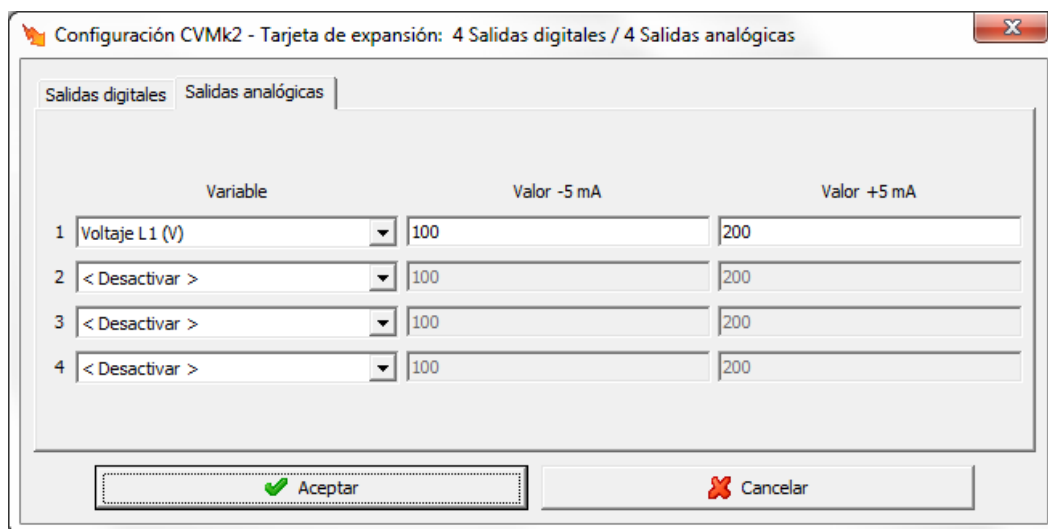 Configuración CVMk2 - Tarjeta de expansión: 4 Salidas digitales / 4 Salidas analógicas
Salidas digitales Salidas analógicas
Variable Valor -5 mA Valor +5 mA
1 Voltaje L1 (V) 100 200
2 < Desactivar > 100 200
3 < Desactivar > 100 200
4 < Desactivar > 100 200
Aceptar Cancelar